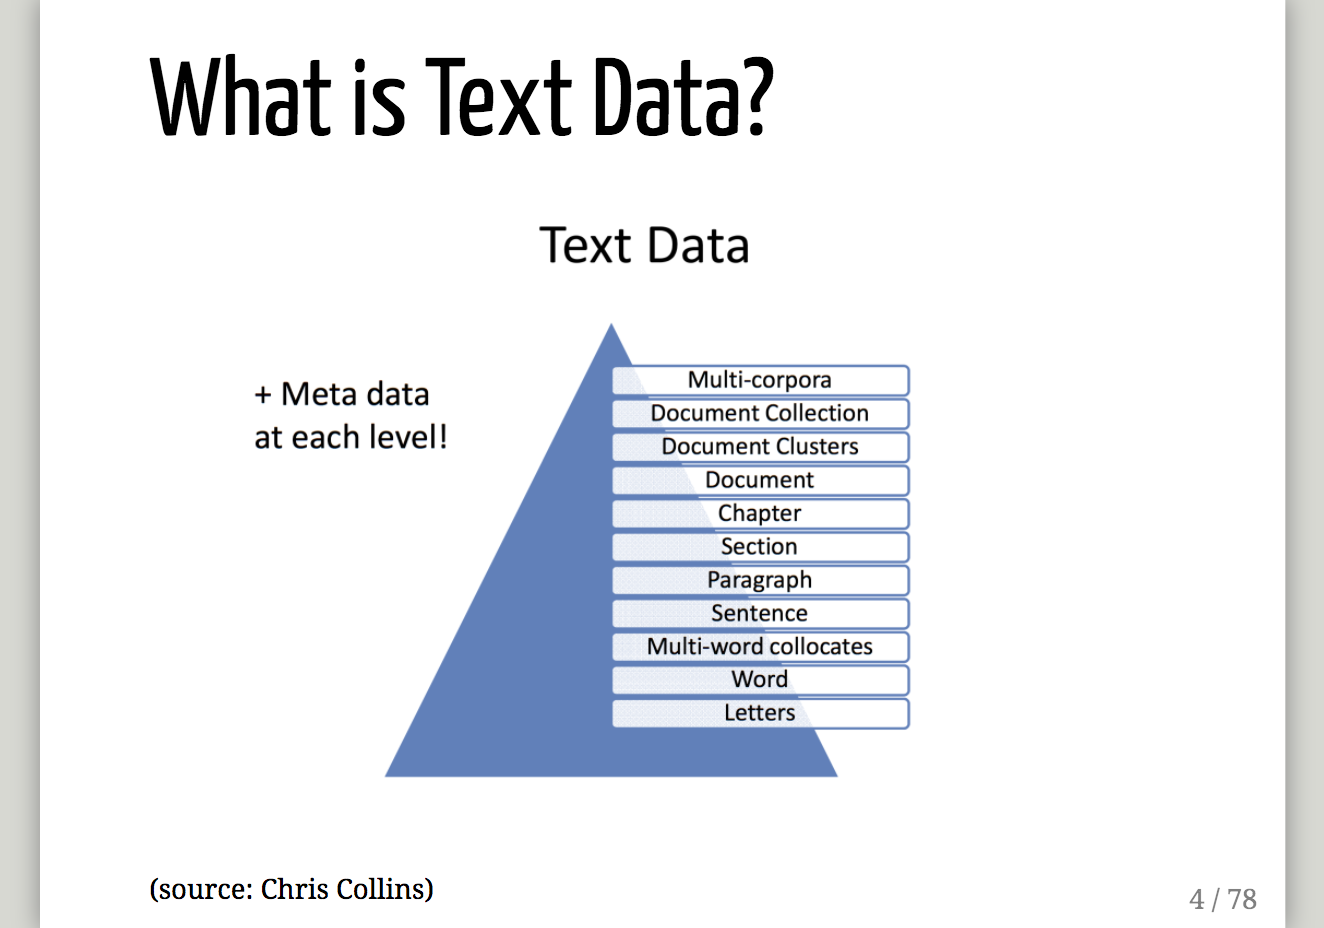 What is Text Data?
Text Data
+ Meta data
at each level!
Multi-corpora
Document Collection
Document Clusters
Document
Chapter
Section
Paragraph
Sentence
Multi-word collocates
Word
Letters
(source: Chris Collins)
4 / 78